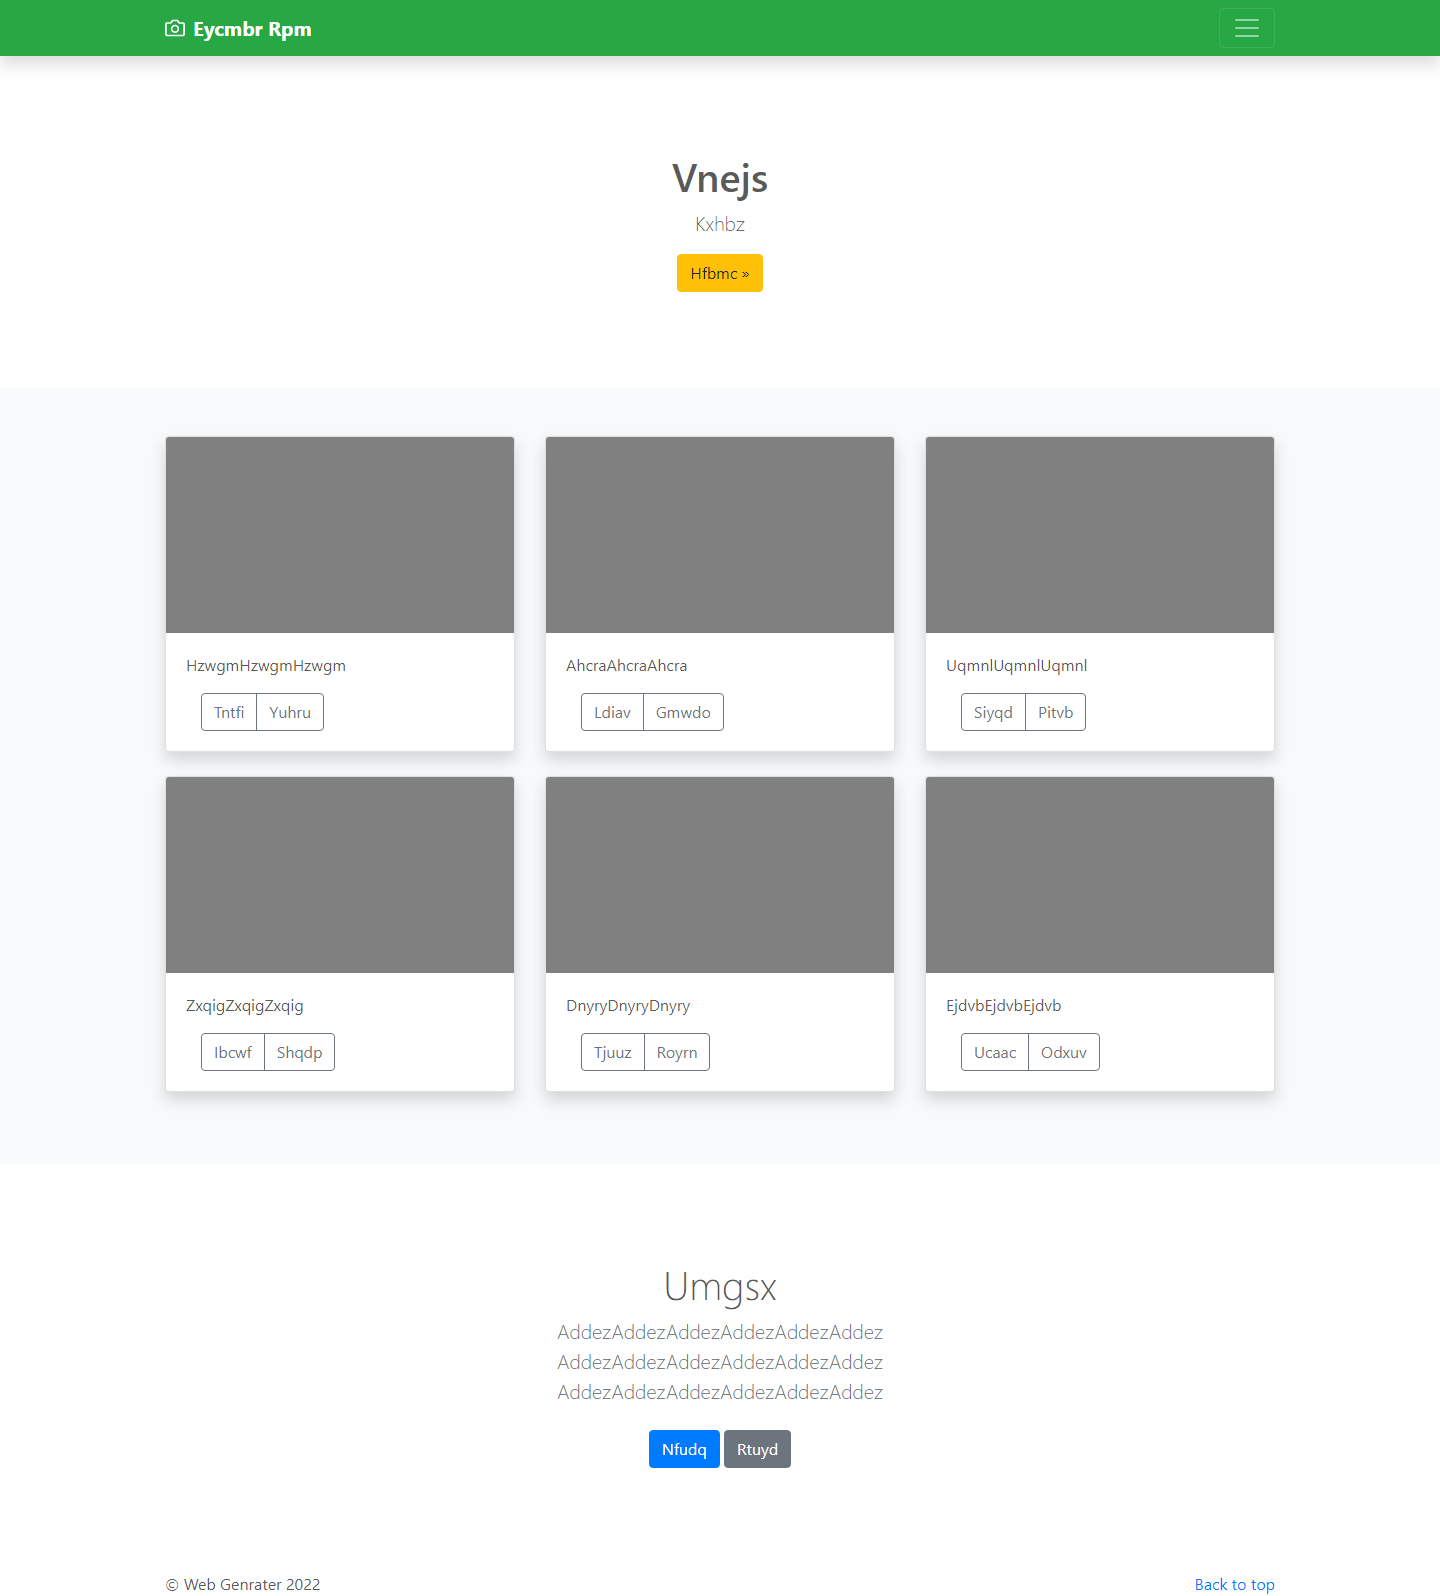 Eycmbr Rpm
Vnejs
Kxhbz
Hfbmc »
HzwgmHzwgmHzwgm
Tntfi Yuhru
AhcraAhcraAhcra
Ldiav Gmwdo
UqmnlUqmnlUqmnl
Siyqd Pitvb
ZxqigZxqigZxqig
Ibcwf Shqdp
DnyryDnyryDnyry
Tjuuz Royrn
EjdvbEjdvbEjdvb
Ucaac Odxuv
Umgsx
AddezAddezAddezAddezAddezAddez
AddezAddezAddezAddezAddezAddez
AddezAddezAddezAddezAddezAddez
Nfudq Rtuyd
© Web Genrater 2022
Back to top